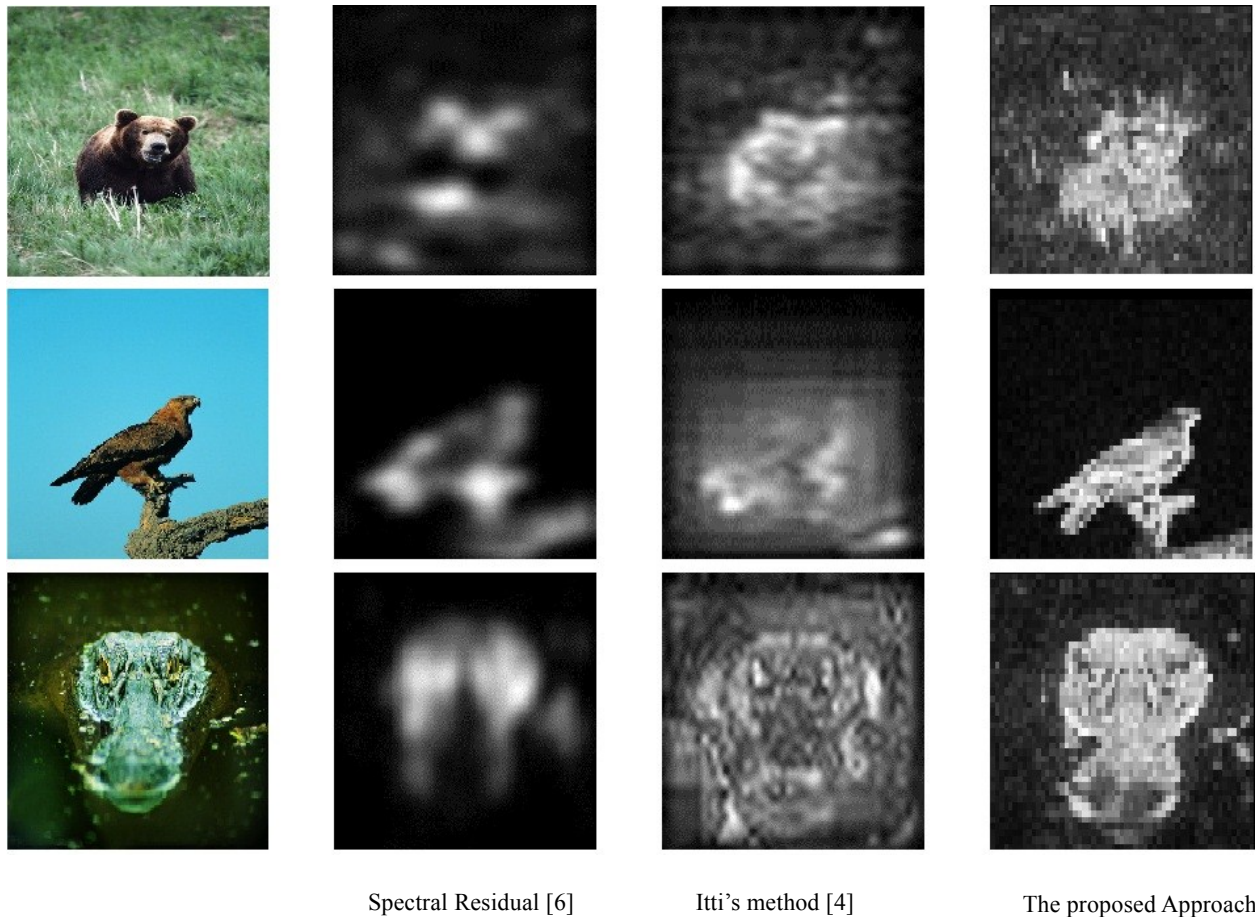 Spectral Residual [6]
Itti’s method [4]
The proposed Approach